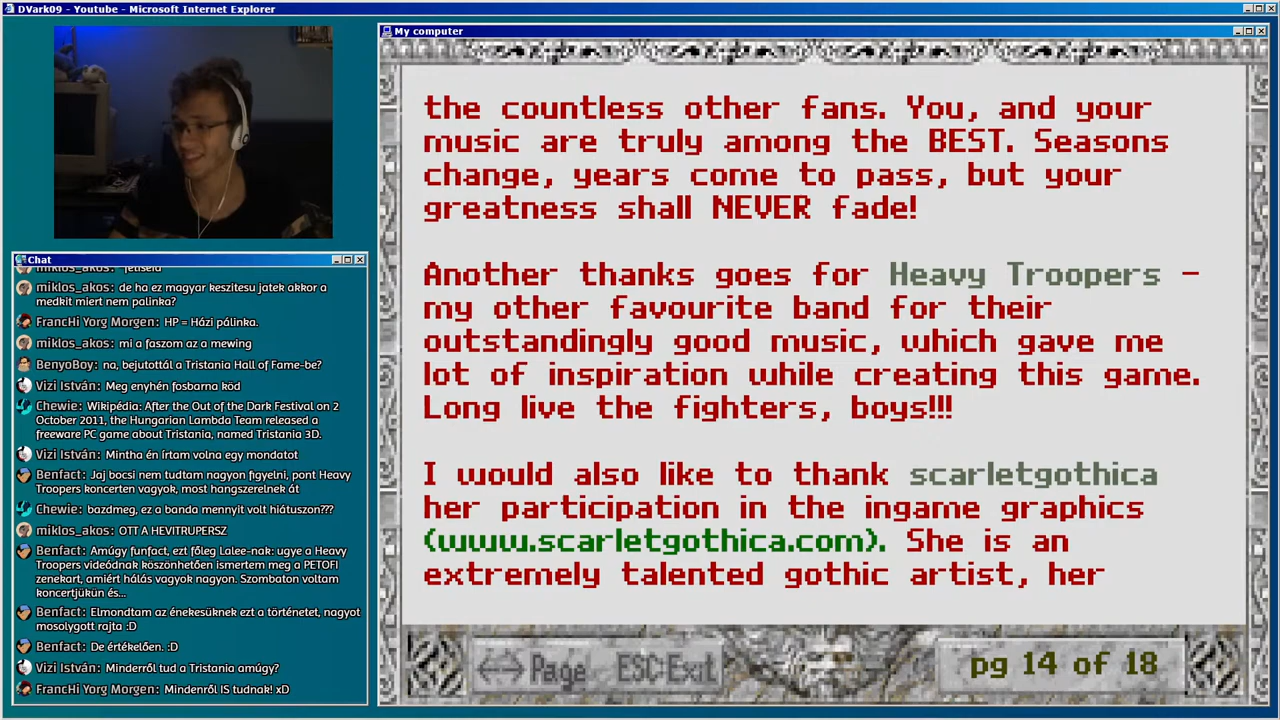 DVark09 - Youtube - Microsoft Internet Explorer
My computer
the countless other fans. You, and your
music are truly among the BEST. Seasons
change, years come to pass, but your
greatness shall NEVER fade!
Another thanks goes for Heavy Troopers -
my other favourite band for their
outstandingly good music, which gave me
lot of inspiration while creating this game.
Long live the fighters, boys!!!
I would also like to thank scarletgothica
her participation in the ingame graphics
(www.scarletgothica.com). She is an
extremely talented gothic artist, her
<-> Page ESC:Exit
pg 14 of 18
Chat
miklos_akos:
miklos_akos: de ha ez magyar keszitesu jatek akkor a
medkit miert nem palinka?
FrancHi Yorg Morgen: HP = Házi pálinka.
miklos_akos: mi a faszom az a mewing
BenyoBoy: na, bejutottál a Tristania Hall of Fame-be?
Vizi István: Meg enyhén fosbarna köd
Chewie: Wikipédia: After the Out of the Dark Festival on 2
October 2011, the Hungarian Lambda Team released a
freeware PC game about Tristania, named Tristania 3D.
Vizi István: Mintha én írtam volna egy mondatot
Benfact: Jaj bocsi nem tudtam nagyon figyelni, pont Heavy
Troopers koncerten vagyok, most hangszerelnek át
Chewie: bazdmeg, ez a banda mennyit volt hiátuson???
miklos_akos: OTT A HEVITRUPERSZ
Benfact: Amúgy funfact, ezt főleg Lalee-nak: ugye a Heavy
Troopers videódnak köszönhetően ismertem meg a PETOFI
zenekart, amiért hálás vagyok nagyon. Szombaton voltam
koncertjükün és...
Benfact: Elmondtam az énekesüknek ezt a történetet, nagyot
mosolygott rajta :D
Benfact: De értékelően. :D
Vizi István: Minderről tud a Tristania amúgy?
FrancHi Yorg Morgen: Mindenről IS tudnak! xD